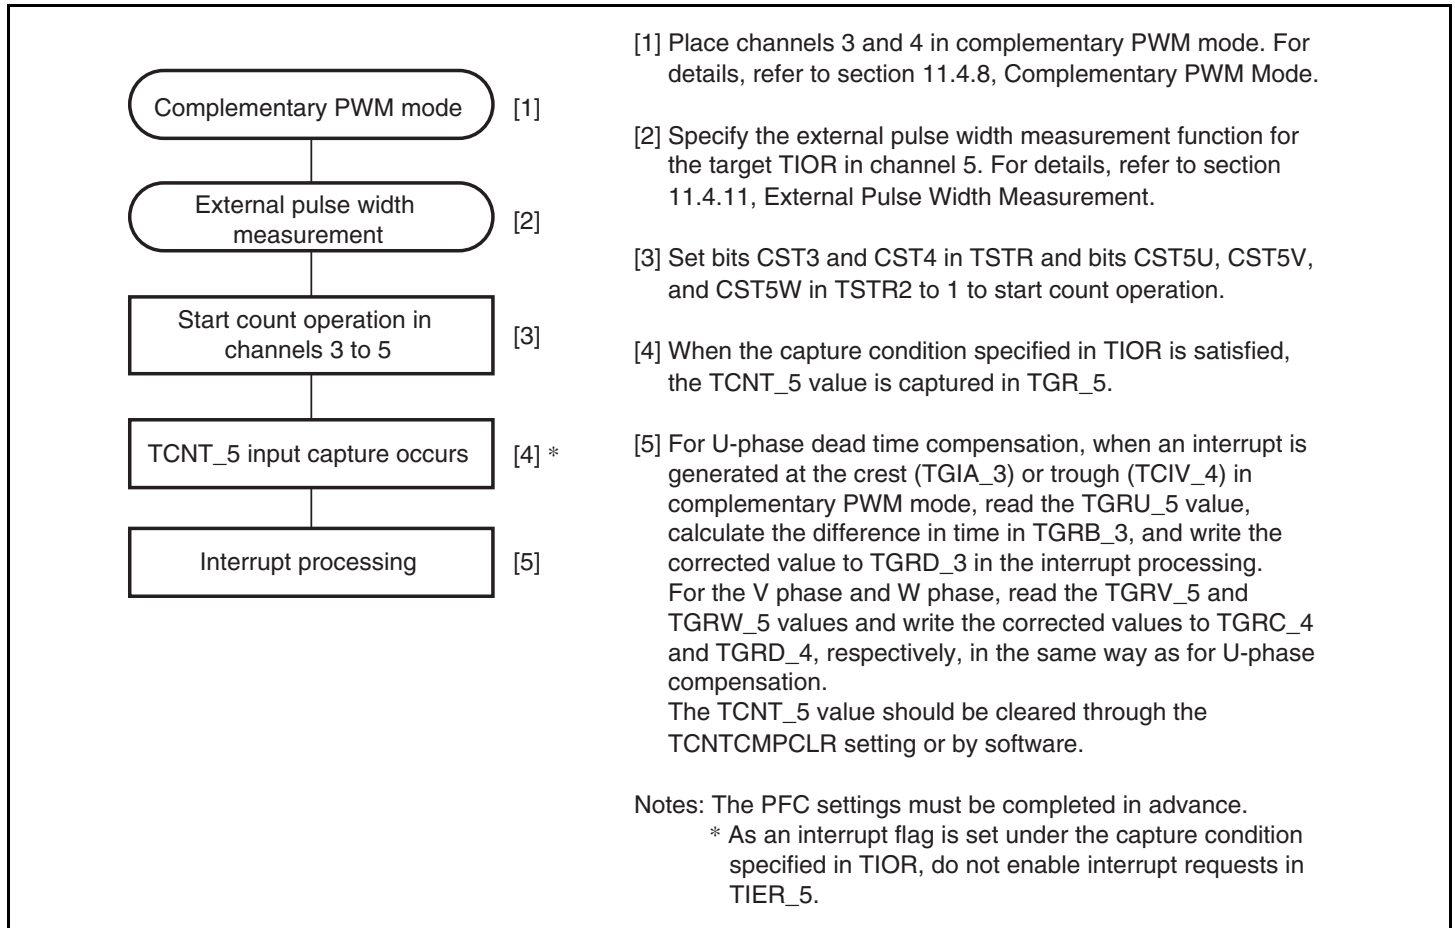 Complementary PWM mode [1]
External pulse width
measurement
[2]
Start count operation in
channels 3 to 5
[3]
TCNT_5 input capture occurs [4] *
Interrupt processing [5]
[1] Place channels 3 and 4 in complementary PWM mode. For
details, refer to section 11.4.8, Complementary PWM Mode.
[2] Specify the external pulse width measurement function for
the target TIOR in channel 5. For details, refer to section
11.4.11, External Pulse Width Measurement.
[3] Set bits CST3 and CST4 in TSTR and bits CST5U, CST5V,
and CST5W in TSTR2 to 1 to start count operation.
[4] When the capture condition specified in TIOR is satisfied,
the TCNT_5 value is captured in TGR_5.
[5] For U-phase dead time compensation, when an interrupt is
generated at the crest (TGIA_3) or trough (TCIV_4) in
complementary PWM mode, read the TGRU_5 value,
calculate the difference in time in TGRB_3, and write the
corrected value to TGRD_3 in the interrupt processing.
For the V phase and W phase, read the TGRV_5 and
TGRW_5 values and write the corrected values to TGRC_4
and TGRD_4, respectively, in the same way as for U-phase
compensation.
The TCNT_5 value should be cleared through the
TCNTCMPCLR setting or by software.
Notes: The PFC settings must be completed in advance.
* As an interrupt flag is set under the capture condition
specified in TIOR, do not enable interrupt requests in
TIER_5.